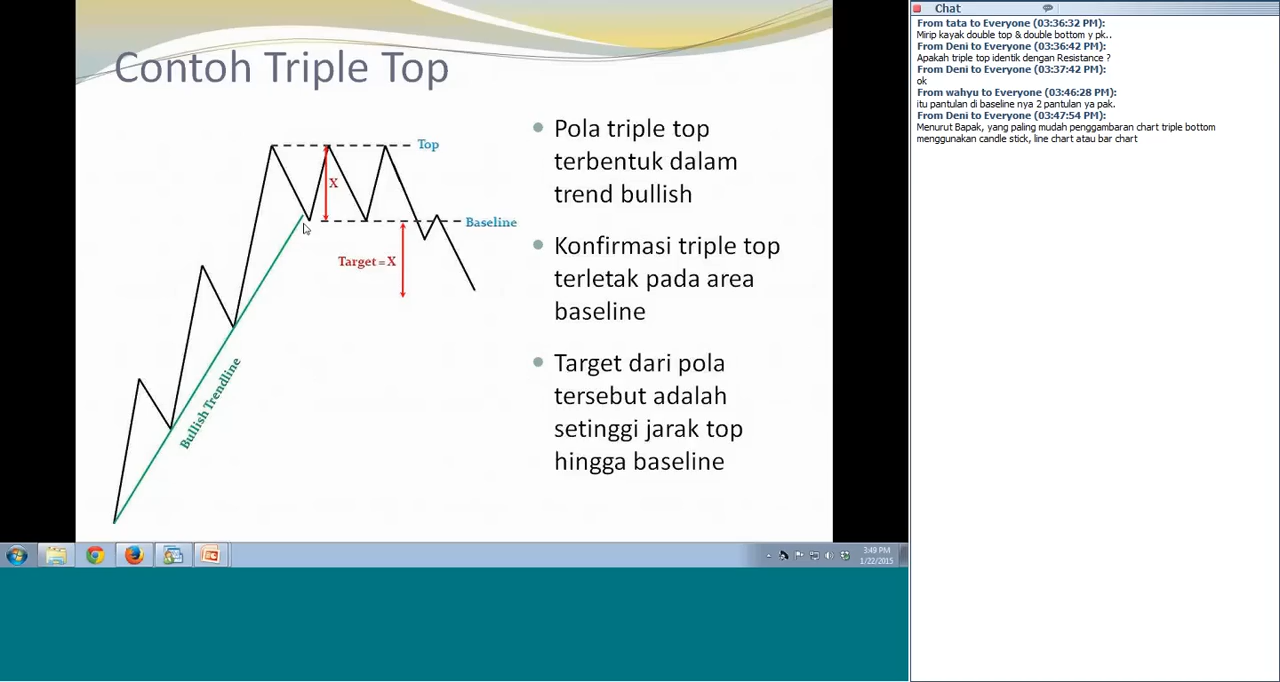 Contoh Triple Top
Top
X
Baseline
Target = X
Bullish Trendline
Pola triple top
terbentuk dalam
trend bullish
Konfirmasi triple top
terletak pada area
baseline
Target dari pola
tersebut adalah
setinggi jarak top
hingga baseline
3:49 PM
1/22/2015
Chat
From tata to Everyone (03:36:32 PM):
Mirip kayak double top & double bottom y pk..
From Deni to Everyone (03:36:42 PM):
Apakah triple top identik dengan Resistance ?
From Deni to Everyone (03:37:42 PM):
ok
From wahyu to Everyone (03:46:28 PM):
itu pantulan di baseline nya 2 pantulan ya pak.
From Deni to Everyone (03:47:54 PM):
Menurut Bapak, yang paling mudah penggambaran chart triple bottom
menggunakan candle stick, line chart atau bar chart